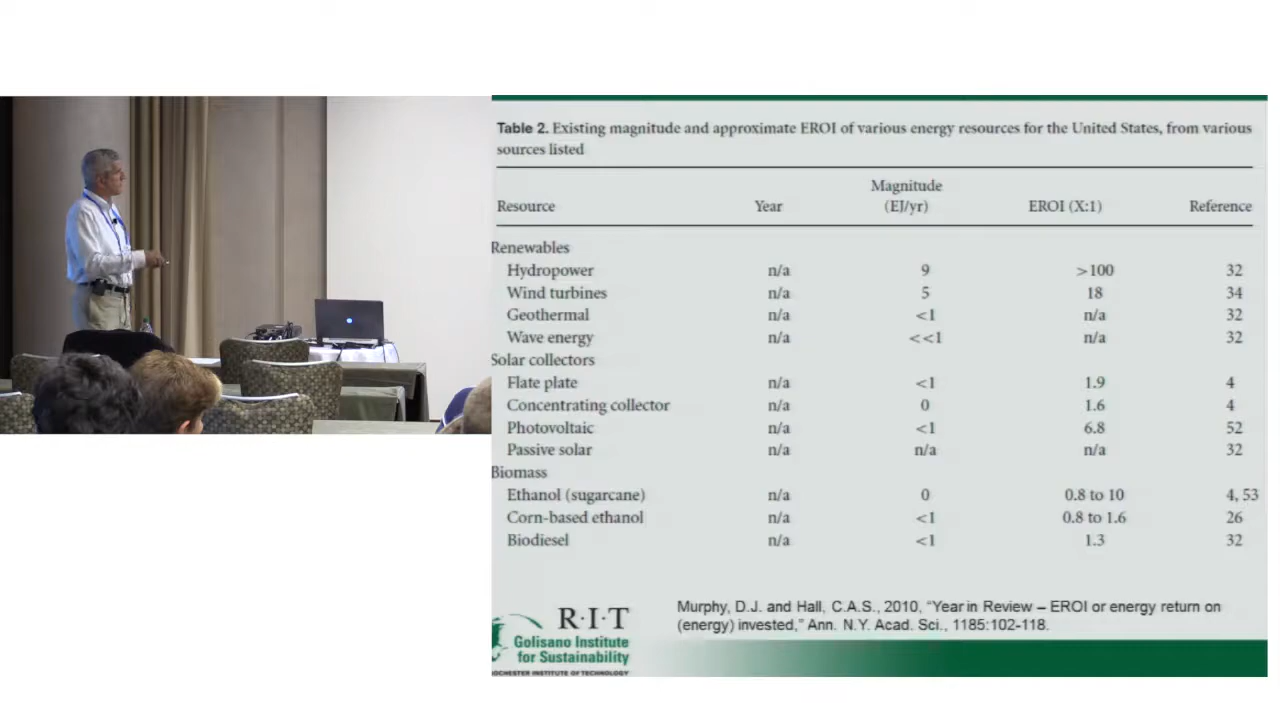 Table 2. Existing magnitude and approximate EROI of various energy resources for the United States, from various
sources listed
Magnitude
Resource Year (EJ/yr) EROI (X:1) Reference
Renewables
Hydropower n/a 9 >100 32
Wind turbines n/a 5 18 34
Geothermal n/a <1 n/a 32
Wave energy n/a <<1 n/a 32
Solar collectors
Flate plate n/a <1 1.9 4
Concentrating collector n/a 0 1.6 4
Photovoltaic n/a <1 6.8 52
Passive solar n/a n/a n/a 32
Biomass
Ethanol (sugarcane) n/a 0 0.8 to 10 4, 53
Corn-based ethanol n/a <1 0.8 to 1.6 26
Biodiesel n/a <1 1.3 32
Murphy, D.J. and Hall, C.A.S., 2010, “Year in Review – EROI or energy return on
(energy) invested,” Ann. N.Y. Acad. Sci., 1185:102-118.
R·I·T
Golisano Institute
for Sustainability
OCHESTER INSTITUTE OF TECHNOLOGY